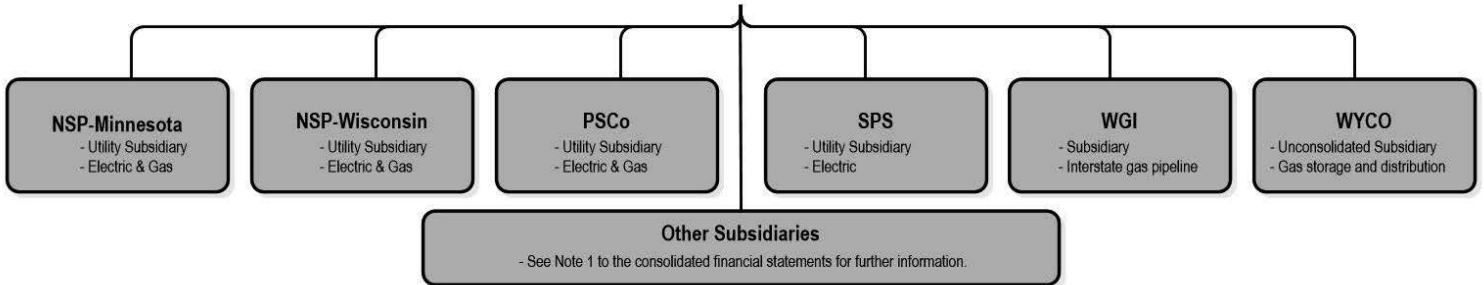 NSP-Minnesota
- Utility Subsidiary
- Electric & Gas
NSP-Wisconsin
- Utility Subsidiary
- Electric & Gas
PSCo
- Utility Subsidiary
- Electric & Gas
SPS
- Utility Subsidiary
- Electric
WGI
- Subsidiary
- Interstate gas pipeline
WYCO
- Unconsolidated Subsidiary
- Gas storage and distribution
Other Subsidiaries
- See Note 1 to the consolidated financial statements for further information.